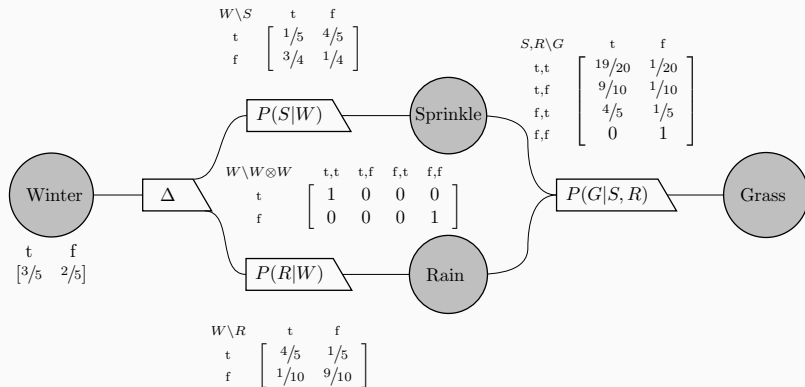 W\S t f
t [ 1/5 4/5 ]
f [ 3/4 1/4 ]
S,R\G t f
t,t [ 19/20 1/20 ]
t,f [ 9/10 1/10 ]
f,t [ 4/5 1/5 ]
f,f [ 0 1 ]
P(S|W)
Sprinkle
Winter
Δ
W\W⊗W t,t t,f f,t f,f
t [ 1 0 0 0 ]
f [ 0 0 0 1 ]
P(G|S, R)
Grass
t f
[3/5 2/5]
P(R|W)
Rain
W\R t f
t [ 4/5 1/5 ]
f [ 1/10 9/10 ]